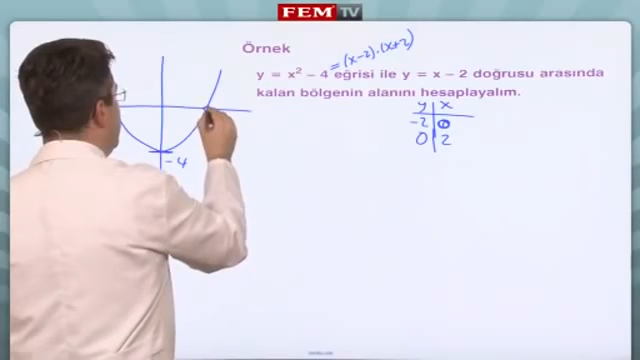 FEM TV
Örnek
= (x-2).(x+2)
y = x² – 4 eğrisi ile y = x – 2 doğrusu arasında
kalan bölgenin alanını hesaplayalım.
y x
-2 0
0 2
-4